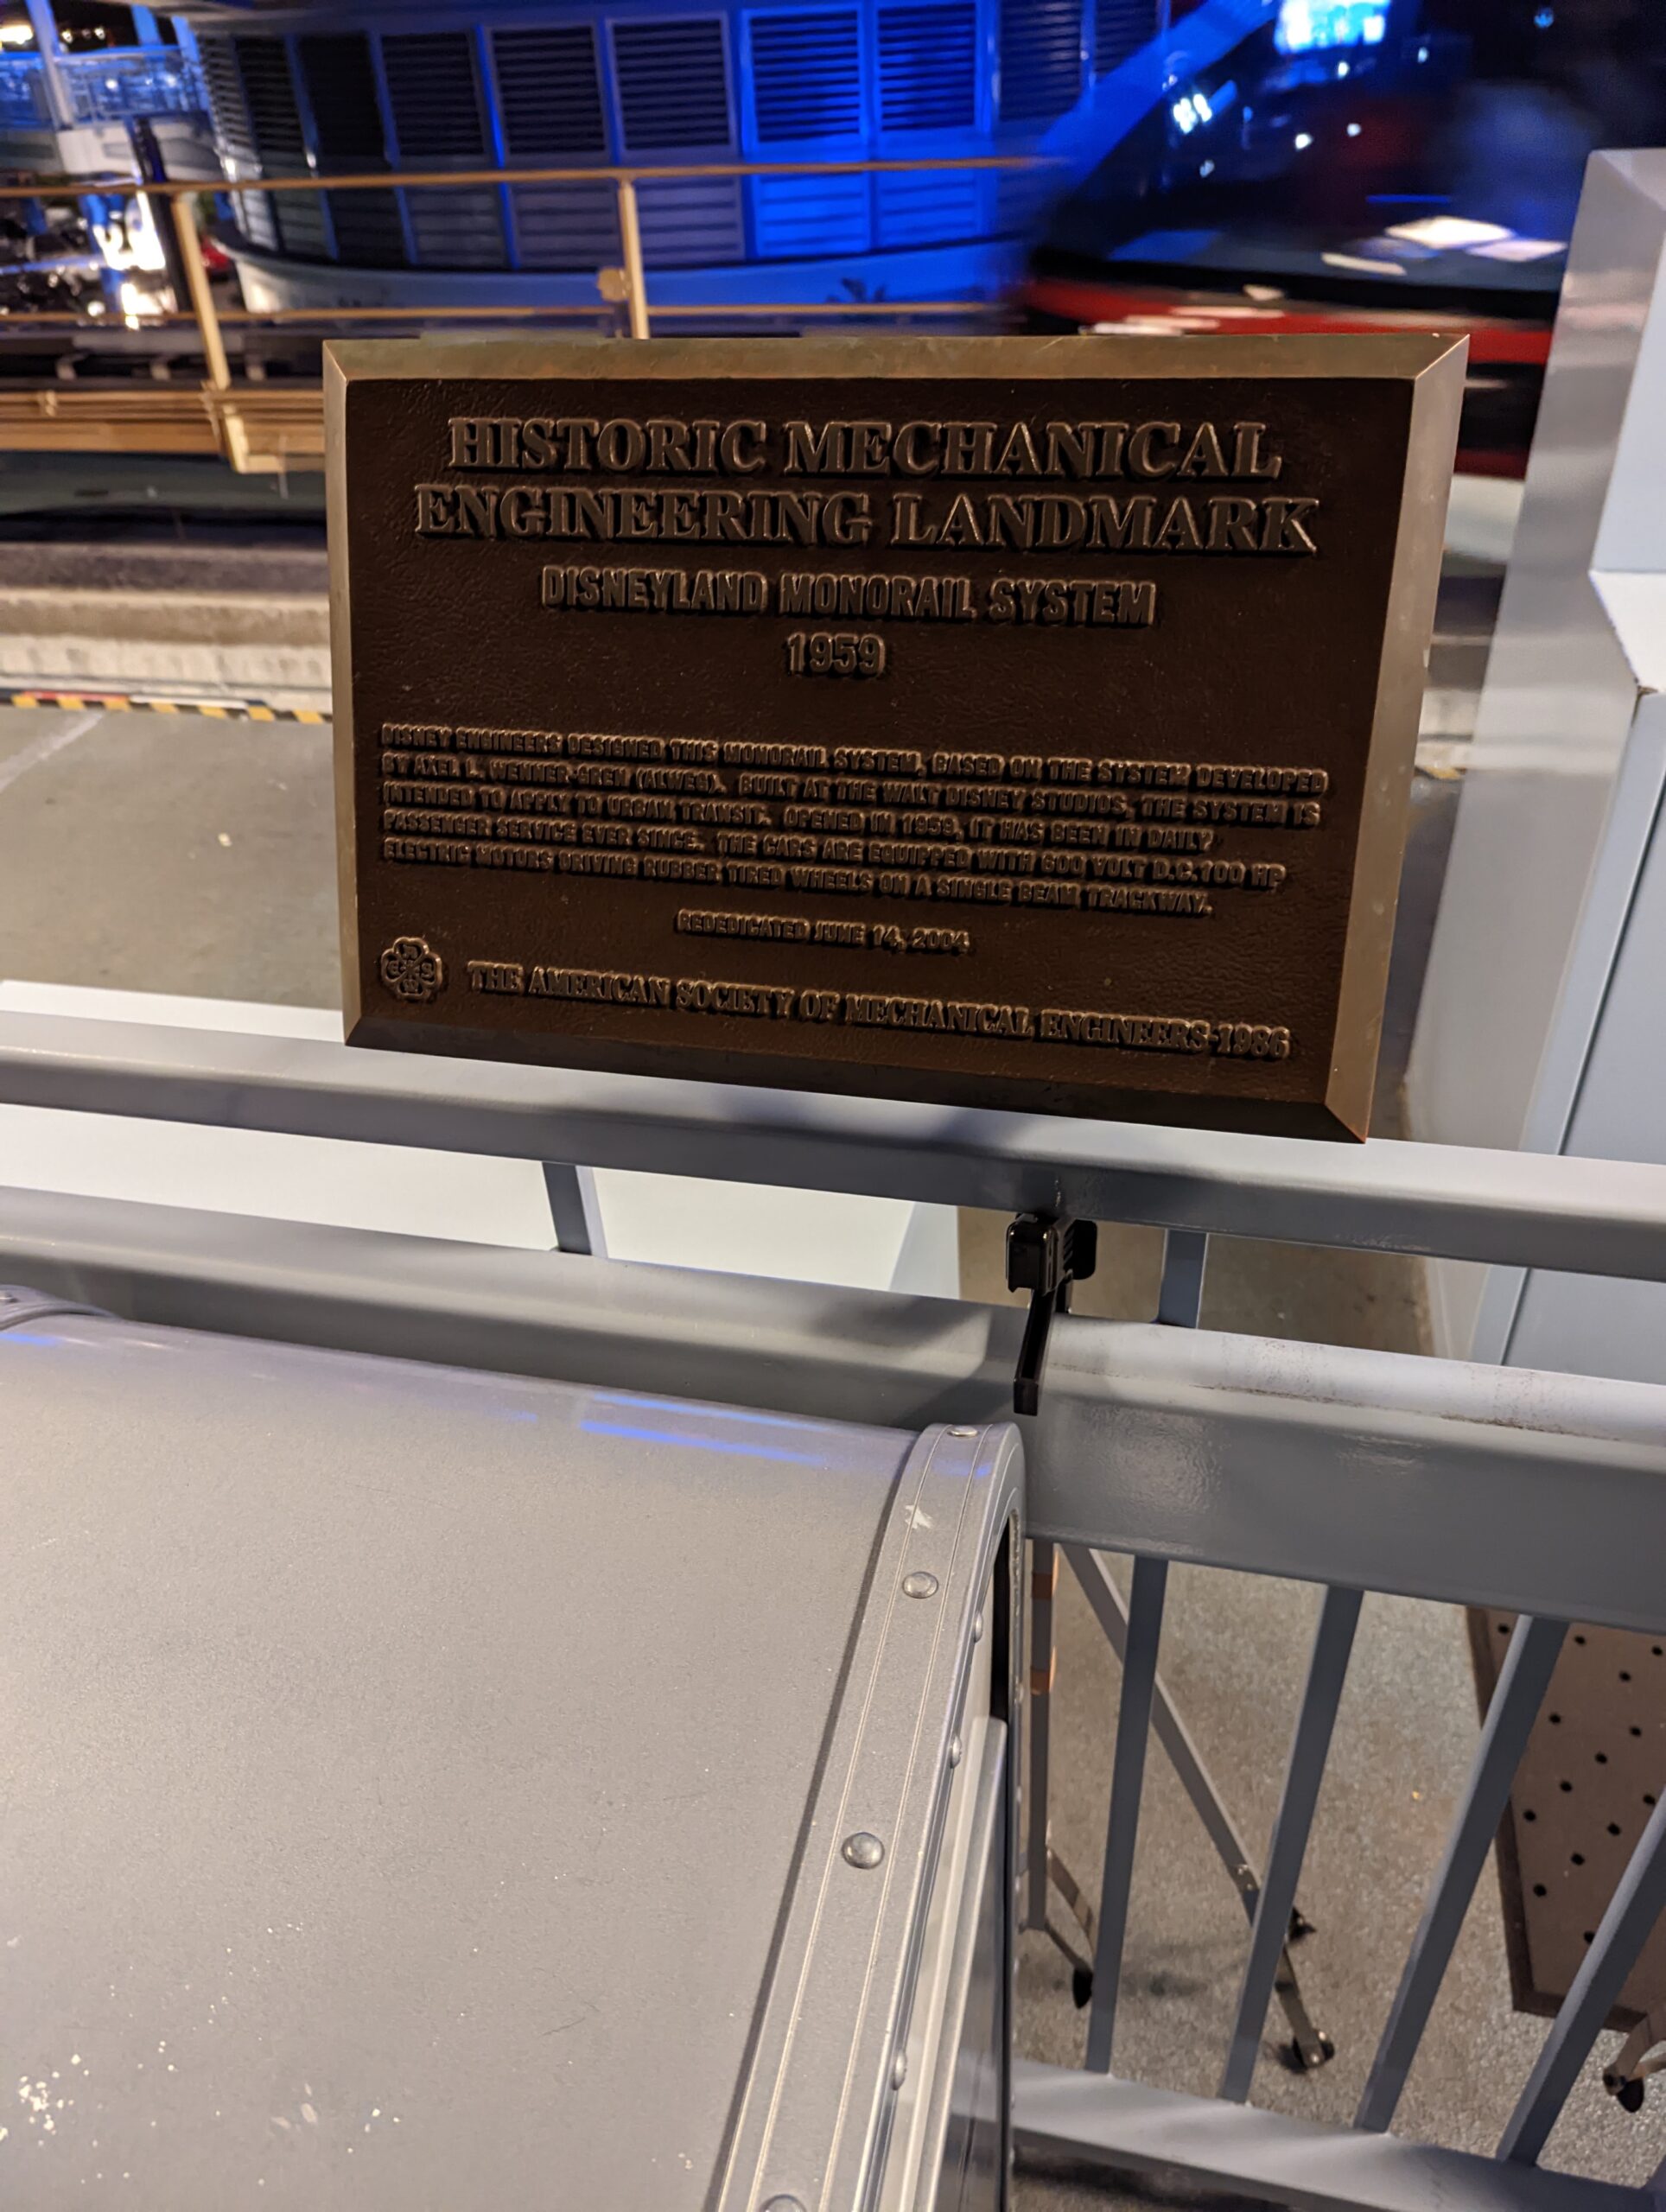 HISTORIC MECHANICAL
ENGINEERING LANDMARK
DISNEYLAND MONORAIL SYSTEM
1959
DISNEY ENGINEERS DESIGNED THIS MONORAIL SYSTEM, BASED ON THE SYSTEM DEVELOPED
BY AXEL L. WENNER-GREN (ALWEG). BUILT AT THE WALT DISNEY STUDIOS, THE SYSTEM IS
INTENDED TO APPLY TO URBAN TRANSIT. OPENED IN 1959, IT HAS BEEN IN DAILY
PASSENGER SERVICE EVER SINCE. THE CARS ARE EQUIPPED WITH 600 VOLT D.C. 100 HP
ELECTRIC MOTORS DRIVING RUBBER TIRED WHEELS ON A SINGLE BEAM TRACKWAY.
REDEDICATED JUNE 14, 2004
THE AMERICAN SOCIETY OF MECHANICAL ENGINEERS-1986